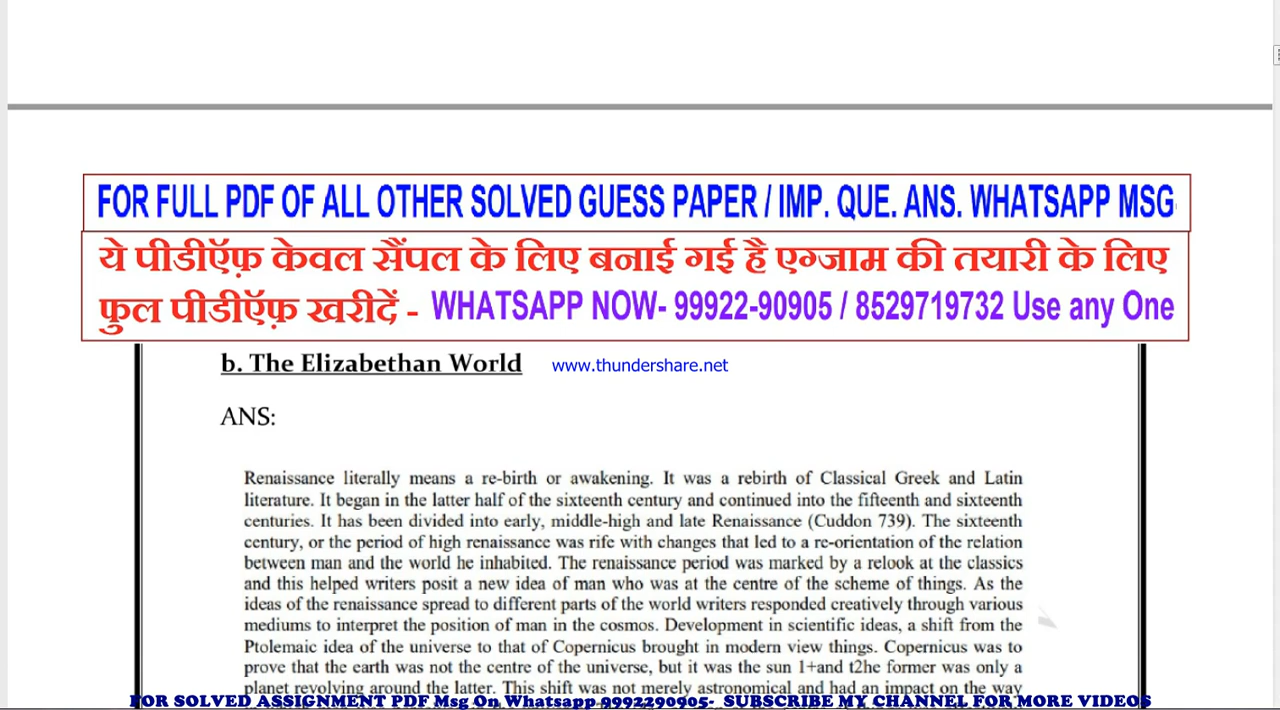 FOR FULL PDF OF ALL OTHER SOLVED GUESS PAPER / IMP. QUE. ANS. WHATSAPP MSG
ये पीडीऍफ़ केवल सैंपल के लिए बनाई गई है एग्जाम की तयारी के लिए
फुल पीडीऍफ़ खरीदें - WHATSAPP NOW- 99922-90905 / 8529719732 Use any One
b. The Elizabethan World www.thundershare.net
ANS:
Renaissance literally means a re-birth or awakening. It was a rebirth of Classical Greek and Latin
literature. It began in the latter half of the sixteenth century and continued into the fifteenth and sixteenth
centuries. It has been divided into early, middle-high and late Renaissance (Cuddon 739). The sixteenth
century, or the period of high renaissance was rife with changes that led to a re-orientation of the relation
between man and the world he inhabited. The renaissance period was marked by a relook at the classics
and this helped writers posit a new idea of man who was at the centre of the scheme of things. As the
ideas of the renaissance spread to different parts of the world writers responded creatively through various
mediums to interpret the position of man in the cosmos. Development in scientific ideas, a shift from the
Ptolemaic idea of the universe to that of Copernicus brought in modern view things. Copernicus was to
prove that the earth was not the centre of the universe, but it was the sun 1+and t2he former was only a
planet revolving around the latter. This shift was not merely astronomical and had an impact on the way
FOR SOLVED ASSIGNMENT PDF Msg On Whatsapp 9992290905- SUBSCRIBE MY CHANNEL FOR MORE VIDEOS